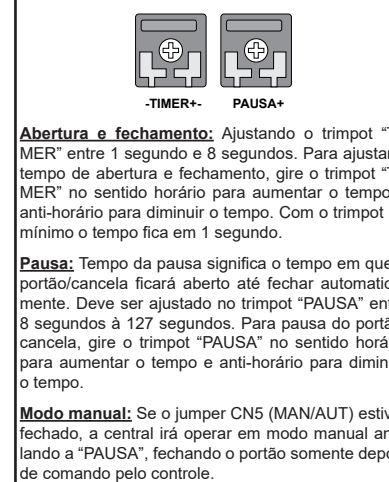 -TIMER+- PAUSA+
Abertura e fechamento: Ajustando o trimpot “T
MER” entre 1 segundo e 8 segundos. Para ajustar
tempo de abertura e fechamento, gire o trimpot “T
MER” no sentido horário para aumentar o tempo
anti-horário para diminuir o tempo. Com o trimpot
mínimo o tempo fica em 1 segundo.
Pausa: Tempo da pausa significa o tempo em que
portão/cancela ficará aberto até fechar automatic
mente. Deve ser ajustado no trimpot “PAUSA” ent
8 segundos à 127 segundos. Para pausa do portã
cancela, gire o trimpot “PAUSA” no sentido horá
para aumentar o tempo e anti-horário para dimin
o tempo.
Modo manual: Se o jumper CN5 (MAN/AUT) estiv
fechado, a central irá operar em modo manual an
lando a “PAUSA”, fechando o portão somente depo
de comando pelo controle.